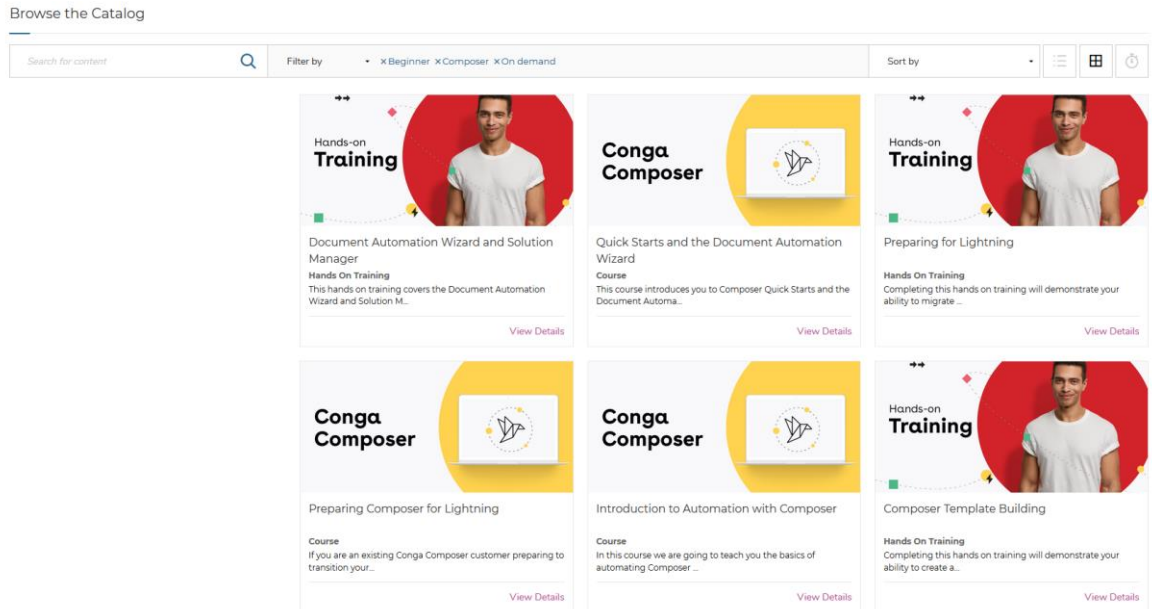 Browse the Catalog
Search for content
Filter by
×Beginner ×Composer ×On demand
Sort by
Hands-on
Training
Document Automation Wizard and Solution
Manager
Hands On Training
This hands on training covers the Document Automation
Wizard and Solution M...
View Details
Conga
Composer
Quick Starts and the Document Automation
Wizard
Course
This course introduces you to Composer Quick Starts and the
Document Automa...
View Details
Hands-on
Training
Preparing for Lightning
Hands On Training
Completing this hands on training will demonstrate your
ability to migrate ...
View Details
Conga
Composer
Preparing Composer for Lightning
Course
If you are an existing Conga Composer customer preparing to
transition your...
View Details
Conga
Composer
Introduction to Automation with Composer
Course
In this course we are going to teach you the basics of
automating Composer ...
View Details
Hands-on
Training
Composer Template Building
Hands On Training
Completing this hands on training will demonstrate your
ability to create a...
View Details